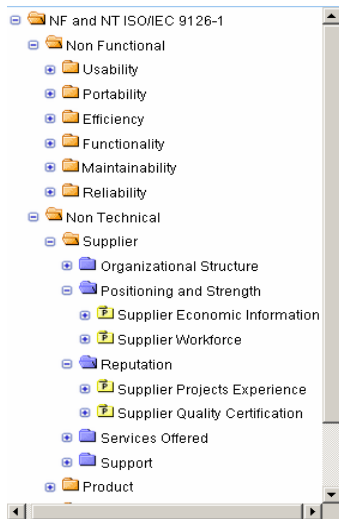 NF and NT ISO/IEC 9126-1
Non Functional
Usability
Portability
Efficiency
Functionality
Maintainability
Reliability
Non Technical
Supplier
Organizational Structure
Positioning and Strength
P Supplier Economic Information
P Supplier Workforce
Reputation
P Supplier Projects Experience
P Supplier Quality Certification
Services Offered
Support
Product